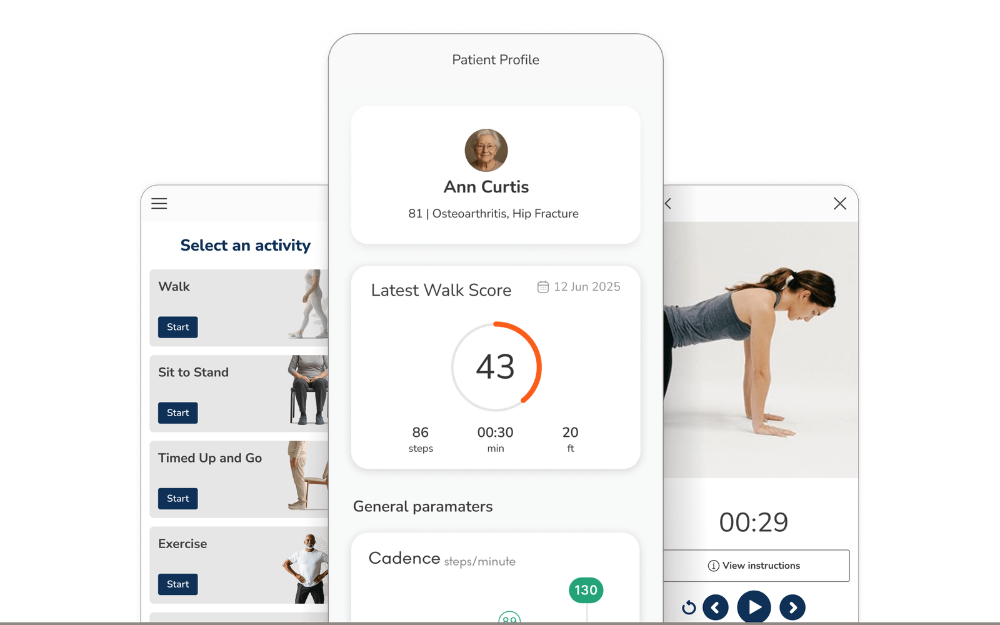 Patient Profile
Ann Curtis
81 | Osteoarthritis, Hip Fracture
Latest Walk Score
12 Jun 2025
43
86
steps
00:30
min
20
ft
General paramaters
Cadence steps/minute
130
89
Select an activity
Walk
Start
Sit to Stand
Start
Timed Up and Go
Start
Exercise
Start
00:29
View instructions